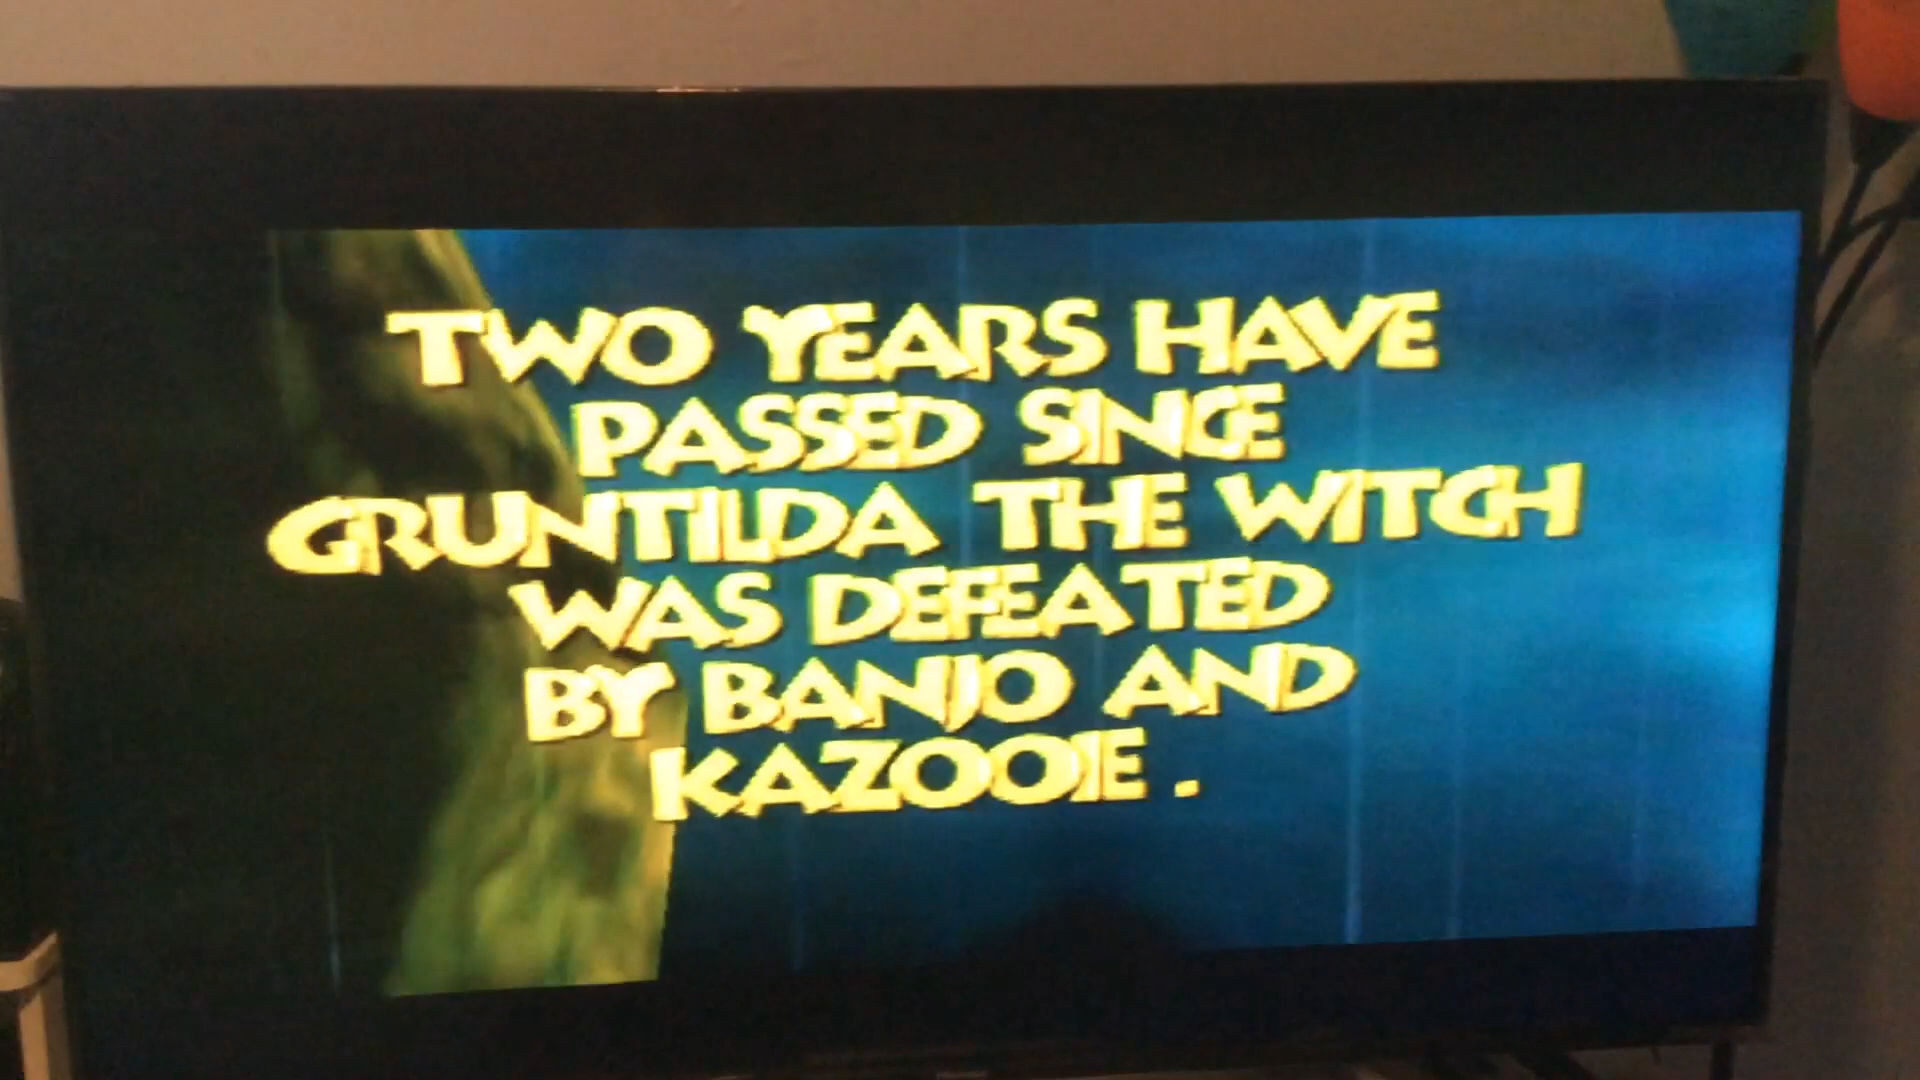 TWO YEARS HAVE
PASSED SINCE
GRUNTILDA THE WITCH
WAS DEFEATED
BY BANJO AND
KAZOOIE .